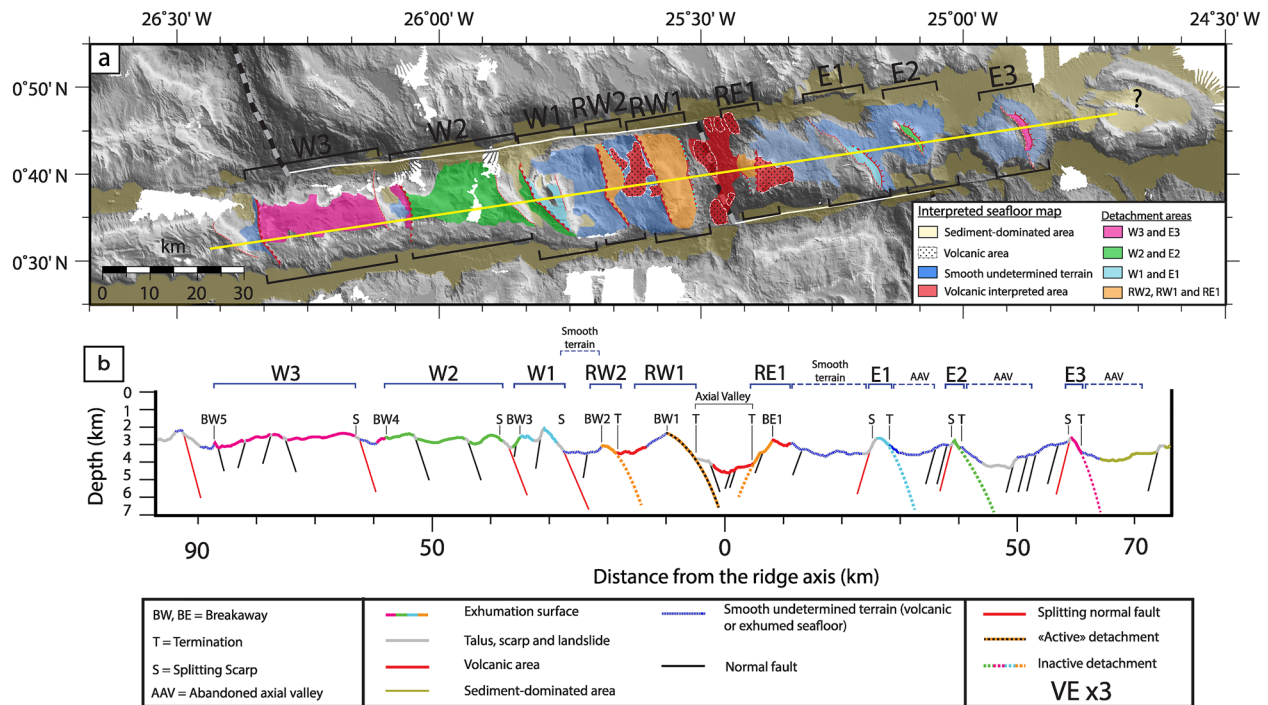 26˚30' W 26˚00' W 25˚30' W 25˚00' W 24˚30' W
a
0˚50' N
0˚40' N
0˚30' N
W3 W2 W1 RW2 RW1 RE1 E1 E2 E3
?
km
0 10 20 30
Interpreted seafloor map
Sediment-dominated area
Volcanic area
Smooth undetermined terrain
Volcanic interpreted area
Detachment areas
W3 and E3
W2 and E2
W1 and E1
RW2, RW1 and RE1
b
Smooth
terrain
W3 W2 W1 RW2 RW1 RE1 Smooth terrain E1 AAV E2 AAV E3 AAV
Axial Valley
BW5 S BW4 S BW3 S BW2 T BW1 T T BE1 S T S T S T
Depth (km)
0
1
2
3
4
5
6
7
90 50 0 50 70
Distance from the ridge axis (km)
BW, BE = Breakaway
T = Termination
S = Splitting Scarp
AAV = Abandoned axial valley
Exhumation surface
Talus, scarp and landslide
Volcanic area
Sediment-dominated area
Smooth undetermined terrain (volcanic
or exhumed seafloor)
Normal fault
Splitting normal fault
«Active» detachment
Inactive detachment
VE x3